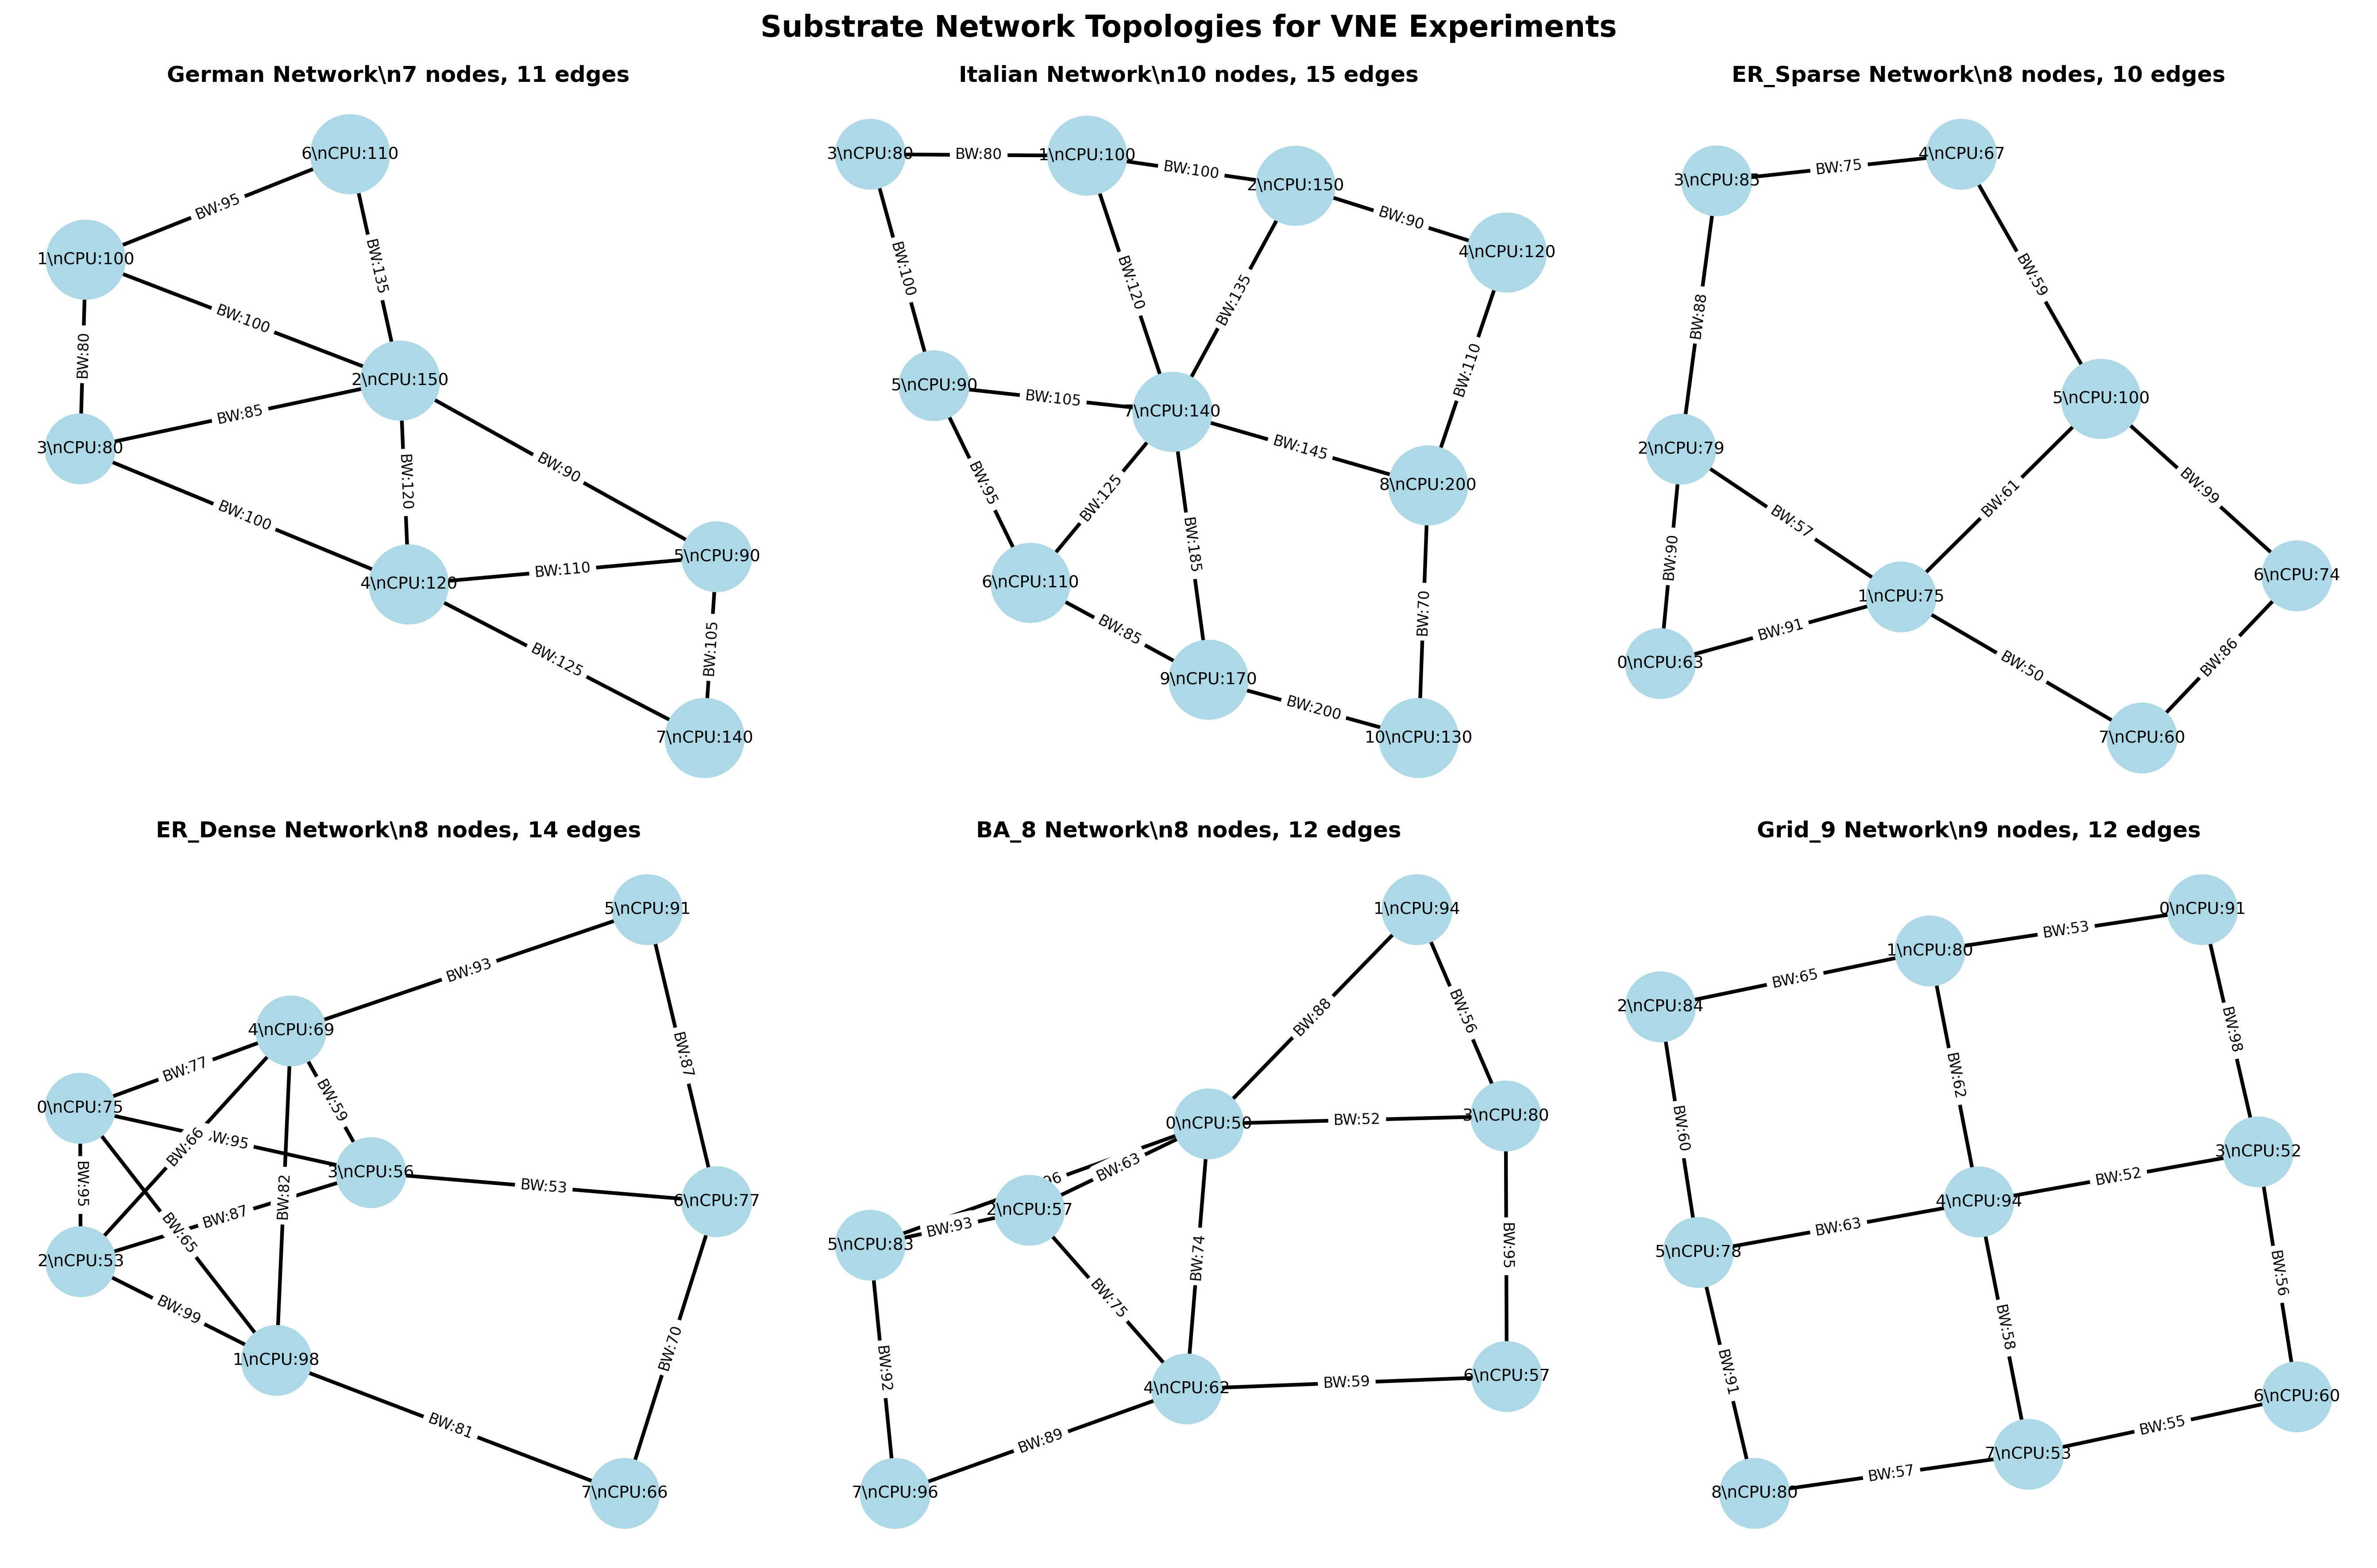 Substrate Network Topologies for VNE Experiments
German Network\n7 nodes, 11 edges
6\nCPU:110
BW:95
1\nCPU:100
BW:135
BW:100
BW:80
2\nCPU:150
BW:85
3\nCPU:80
BW:120
BW:90
BW:100
5\nCPU:90
BW:110
4\nCPU:120
BW:105
BW:125
7\nCPU:140
Italian Network\n10 nodes, 15 edges
3\nCPU:80
BW:80
1\nCPU:100
BW:100
2\nCPU:150
BW:90
4\nCPU:120
BW:100
BW:120
BW:135
BW:110
5\nCPU:90
BW:105
7\nCPU:140
BW:145
8\nCPU:200
BW:95
BW:125
BW:185
6\nCPU:110
BW:70
BW:85
9\nCPU:170
BW:200
10\nCPU:130
ER_Sparse Network\n8 nodes, 10 edges
4\nCPU:67
BW:75
3\nCPU:85
BW:59
BW:88
5\nCPU:100
2\nCPU:79
BW:99
BW:61
BW:57
BW:90
6\nCPU:74
1\nCPU:75
BW:91
0\nCPU:63
BW:50
BW:86
7\nCPU:60
ER_Dense Network\n8 nodes, 14 edges
5\nCPU:91
BW:93
4\nCPU:69
BW:87
BW:77
BW:59
0\nCPU:75
BW:66
W:95
3\nCPU:56
BW:95
BW:82
BW:53
6\nCPU:77
BW:87
BW:65
2\nCPU:53
BW:99
BW:70
1\nCPU:98
BW:81
7\nCPU:66
BA_8 Network\n8 nodes, 12 edges
1\nCPU:94
BW:88
BW:56
0\nCPU:50
BW:52
3\nCPU:80
BW:63
96
2\nCPU:57
BW:93
5\nCPU:83
BW:74
BW:95
BW:75
BW:92
4\nCPU:62
BW:59
6\nCPU:57
BW:89
7\nCPU:96
Grid_9 Network\n9 nodes, 12 edges
0\nCPU:91
BW:53
1\nCPU:80
BW:65
2\nCPU:84
BW:98
BW:62
BW:60
3\nCPU:52
BW:52
4\nCPU:94
BW:63
5\nCPU:78
BW:56
BW:58
BW:91
6\nCPU:60
BW:55
7\nCPU:53
BW:57
8\nCPU:80